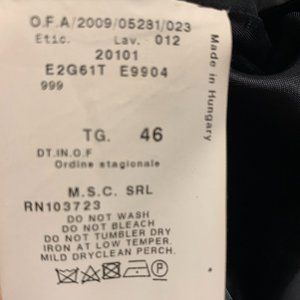 O.F.A/2009/05281/023
Etic. Lav. 012
20101
E2G61T E9904
999
TG. 46
DT.IN.O.F
Ordine stagionale
M.S.C. SRL
RN103723
DO NOT WASH
DO NOT BLEACH
DO NOT TUMBLER DRY
IRON AT LOW TEMPER.
MILD DRYCLEAN PERCH.
P
Made in Hungary